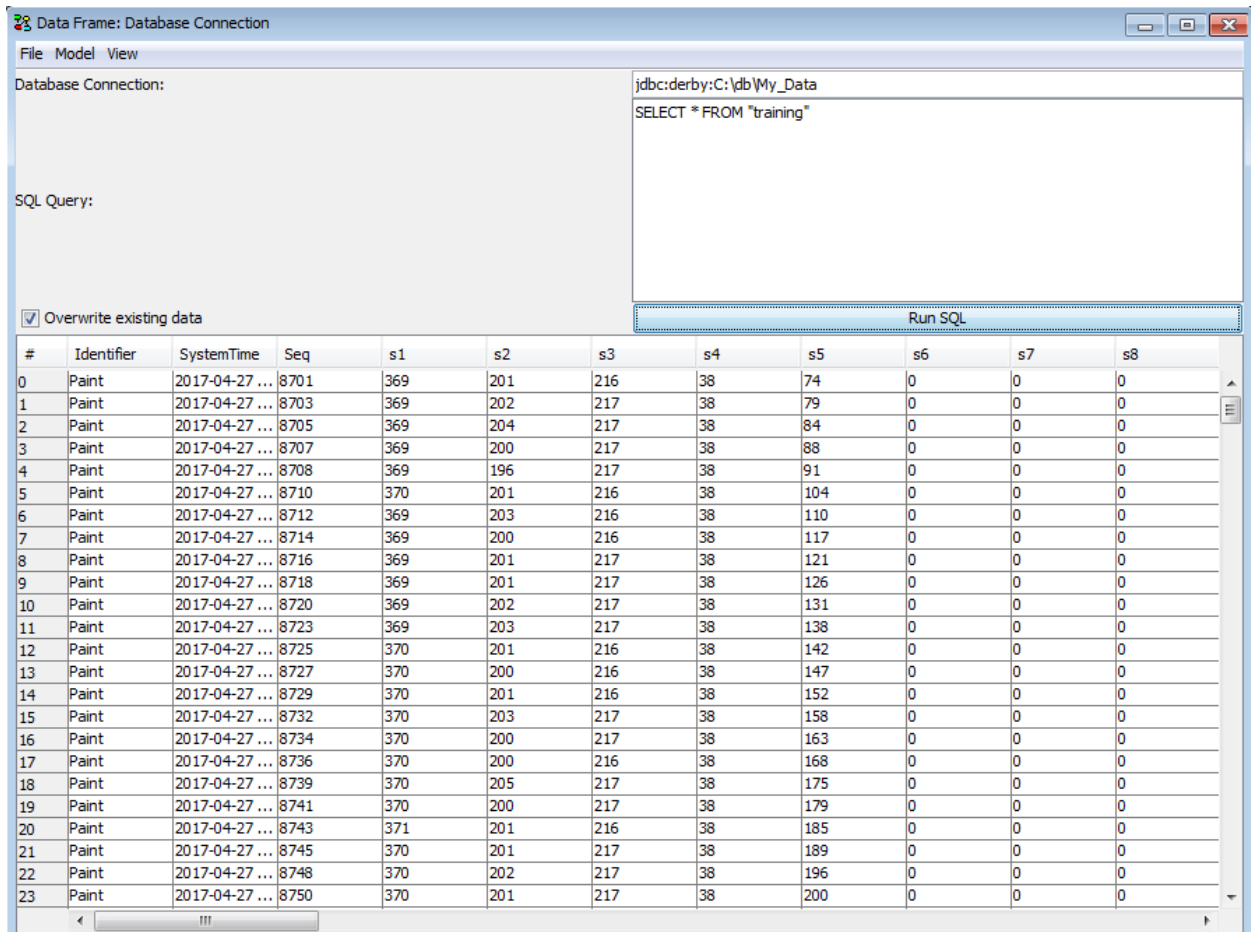 Data Frame: Database Connection
File Model View
Database Connection: jdbc:derby:C:\db\My_Data
SELECT * FROM "training"
SQL Query:
Overwrite existing data Run SQL
# Identifier SystemTime Seq s1 s2 s3 s4 s5 s6 s7 s8
0 Paint 2017-04-27 ... 8701 369 201 216 38 74 0 0 0
1 Paint 2017-04-27 ... 8703 369 202 217 38 79 0 0 0
2 Paint 2017-04-27 ... 8705 369 204 217 38 84 0 0 0
3 Paint 2017-04-27 ... 8707 369 200 217 38 88 0 0 0
4 Paint 2017-04-27 ... 8708 369 196 217 38 91 0 0 0
5 Paint 2017-04-27 ... 8710 370 201 216 38 104 0 0 0
6 Paint 2017-04-27 ... 8712 369 203 216 38 110 0 0 0
7 Paint 2017-04-27 ... 8714 369 200 216 38 117 0 0 0
8 Paint 2017-04-27 ... 8716 369 201 217 38 121 0 0 0
9 Paint 2017-04-27 ... 8718 369 201 217 38 126 0 0 0
10 Paint 2017-04-27 ... 8720 369 202 217 38 131 0 0 0
11 Paint 2017-04-27 ... 8723 369 203 217 38 138 0 0 0
12 Paint 2017-04-27 ... 8725 370 201 216 38 142 0 0 0
13 Paint 2017-04-27 ... 8727 370 200 216 38 147 0 0 0
14 Paint 2017-04-27 ... 8729 370 201 216 38 152 0 0 0
15 Paint 2017-04-27 ... 8732 370 203 217 38 158 0 0 0
16 Paint 2017-04-27 ... 8734 370 200 217 38 163 0 0 0
17 Paint 2017-04-27 ... 8736 370 200 216 38 168 0 0 0
18 Paint 2017-04-27 ... 8739 370 205 217 38 175 0 0 0
19 Paint 2017-04-27 ... 8741 370 200 217 38 179 0 0 0
20 Paint 2017-04-27 ... 8743 371 201 216 38 185 0 0 0
21 Paint 2017-04-27 ... 8745 370 201 217 38 189 0 0 0
22 Paint 2017-04-27 ... 8748 370 202 217 38 196 0 0 0
23 Paint 2017-04-27 ... 8750 370 201 217 38 200 0 0 0